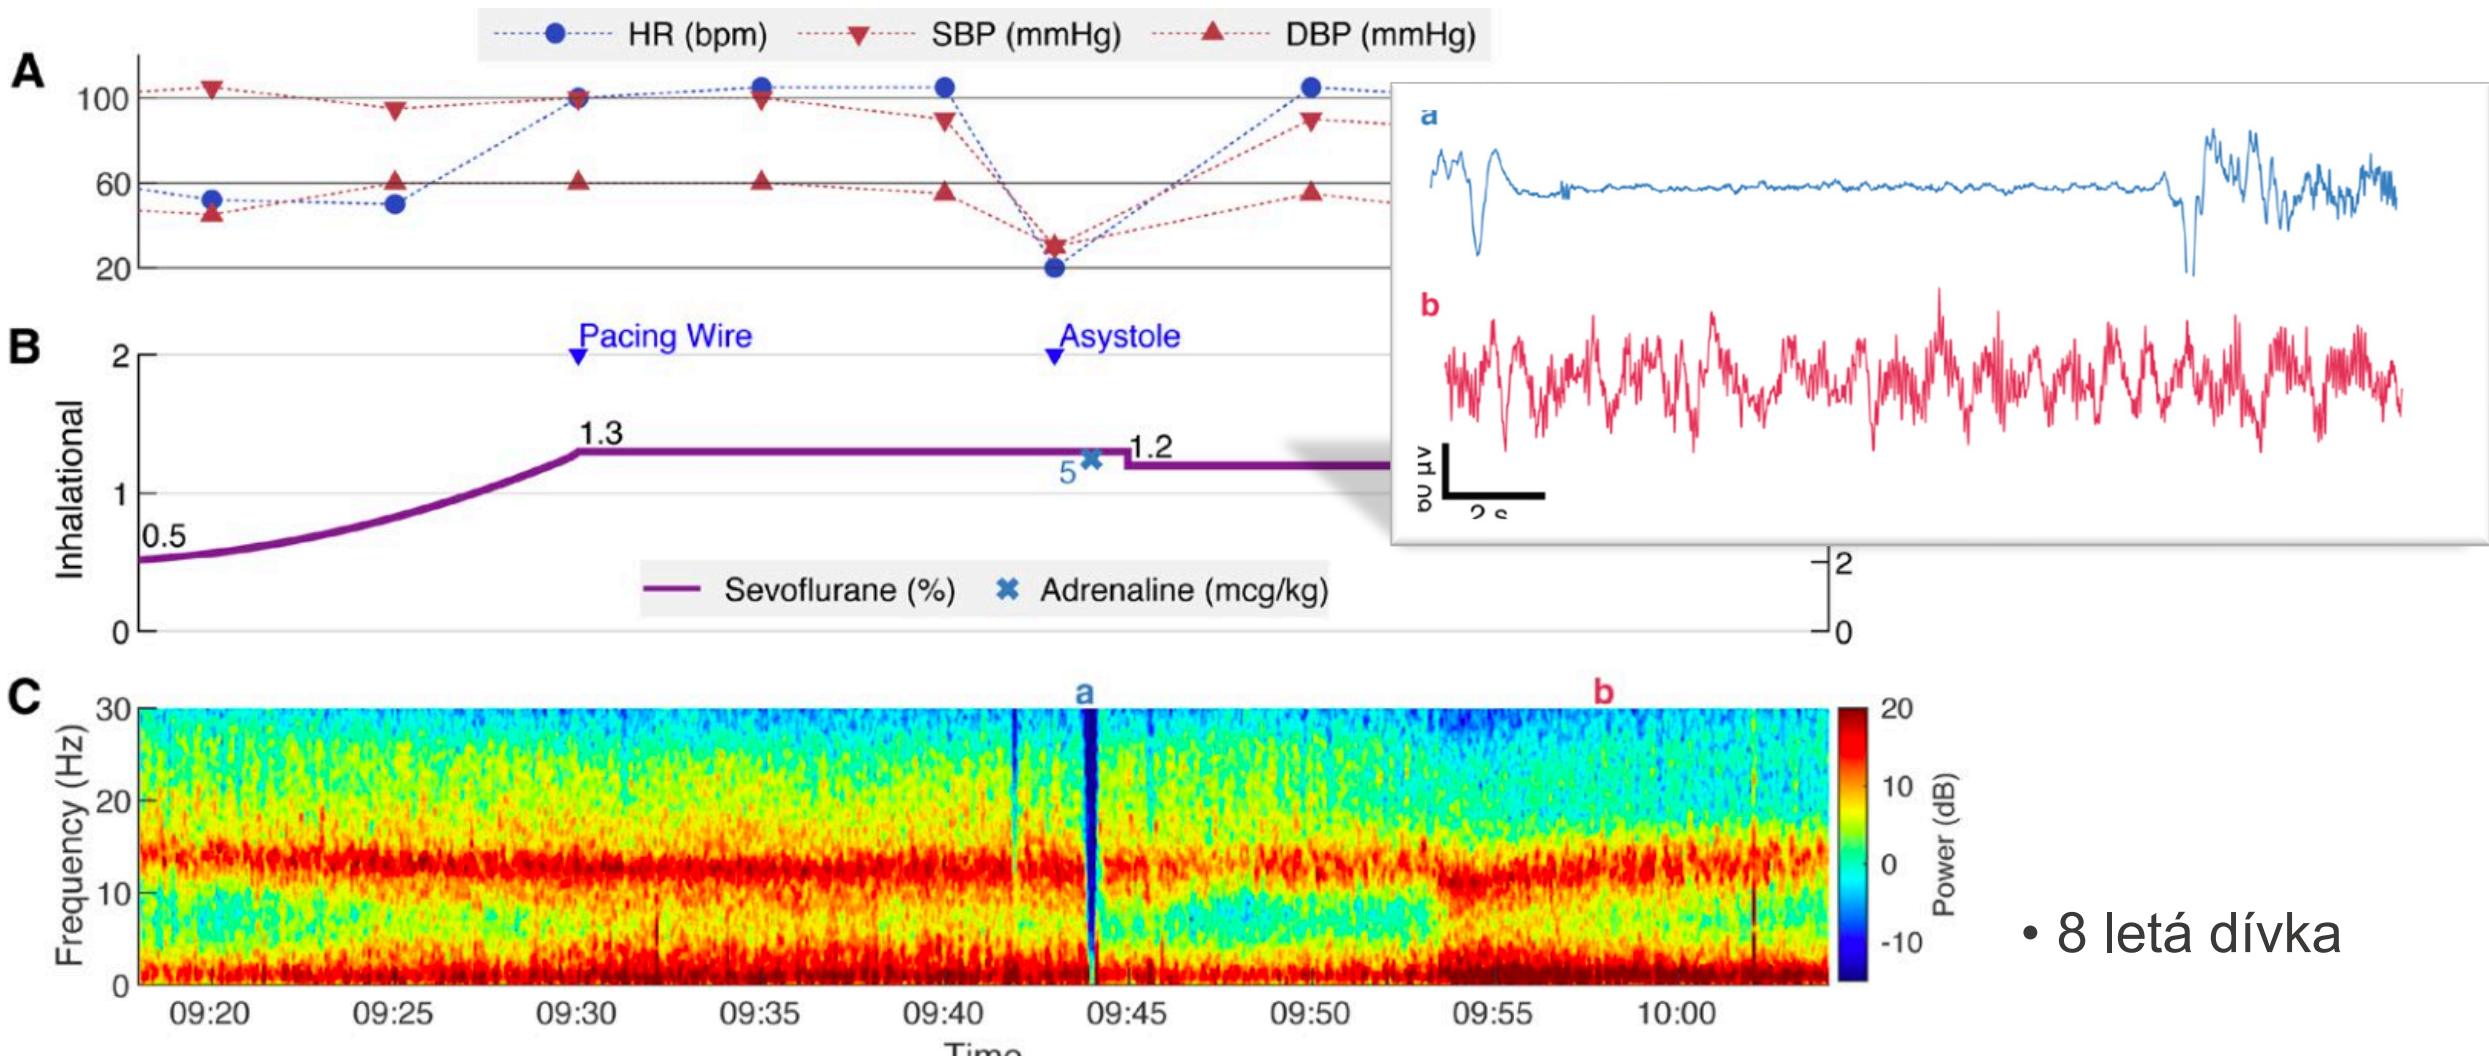 HR (bpm) SBP (mmHg) DBP (mmHg)
A
100
60
20
a
b
2 s
B
Inhalational
2
1
0
Pacing Wire
Asystole
0.5
1.3
1.2
5
Sevoflurane (%) Adrenaline (mcg/kg)
2
0
C
a
b
Frequency (Hz)
30
20
10
0
09:20 09:25 09:30 09:35 09:40 09:45 09:50 09:55 10:00
Time
20
10
0
-10
Power (dB)
• 8 letá dívka